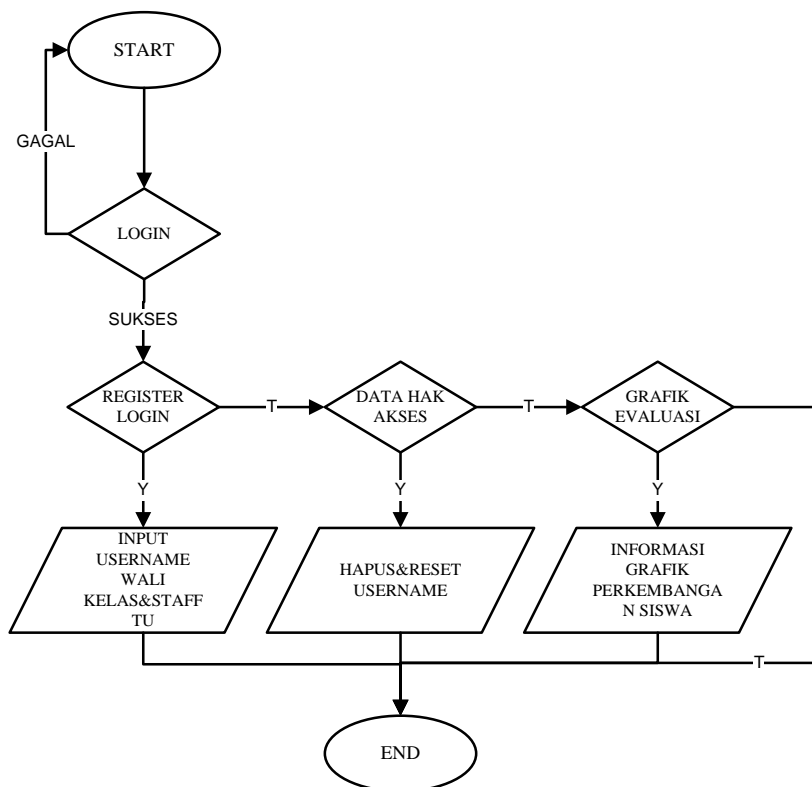 START
GAGAL
LOGIN
SUKSES
REGISTER
LOGIN
T
DATA HAK
AKSES
T
GRAFIK
EVALUASI
Y
Y
Y
INPUT
USERNAME
WALI
KELAS&STAFF
TU
HAPUS&RESET
USERNAME
INFORMASI
GRAFIK
PERKEMBANGA
N SISWA
T
END